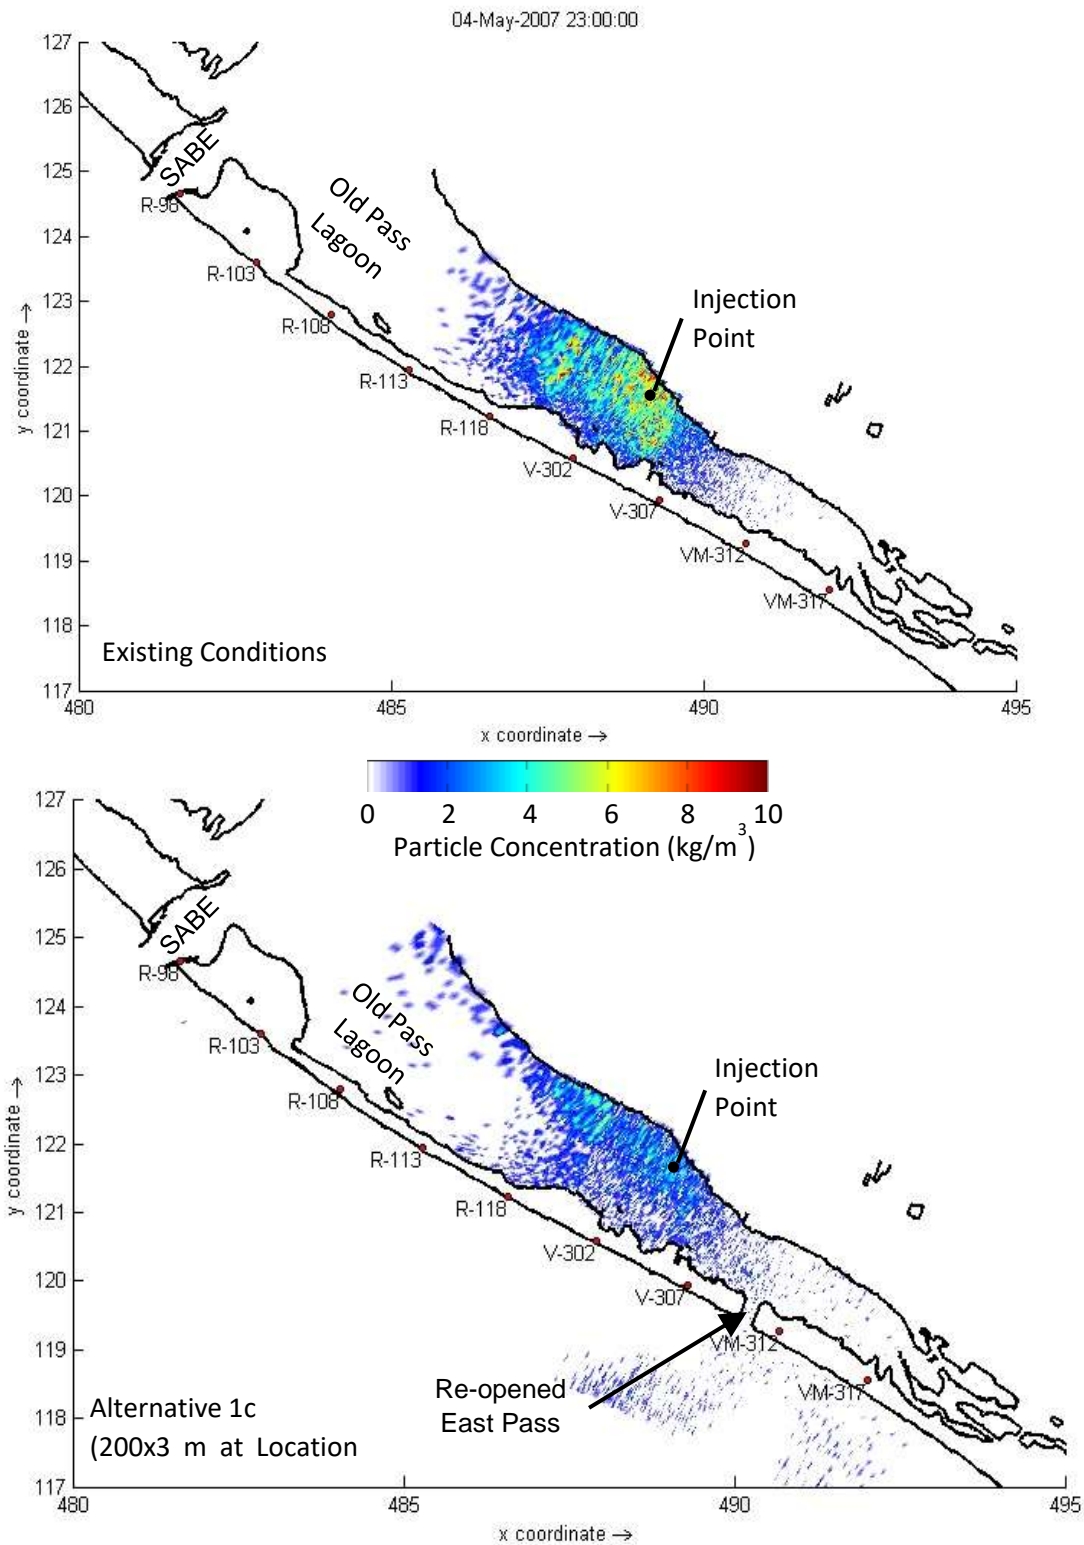 04-May-2007 23:00:00
127
126
125
124
123
122
121
120
119
118
117
y coordinate →
SABE
Old Pass
Lagoon
R-98
R-103
R-108
R-113
R-118
V-302
V-307
VM-312
VM-317
Injection
Point
Existing Conditions
480 485 490 495
x coordinate →
0 2 4 6 8 10
Particle Concentration (kg/m³)
127
126
125
124
123
122
121
120
119
118
117
y coordinate →
SABE
Old Pass
Lagoon
R-98
R-103
R-108
R-113
R-118
V-302
V-307
VM-312
VM-317
Injection
Point
Re-opened
East Pass
Alternative 1c
(200x3 m at Location
480 485 490 495
x coordinate →